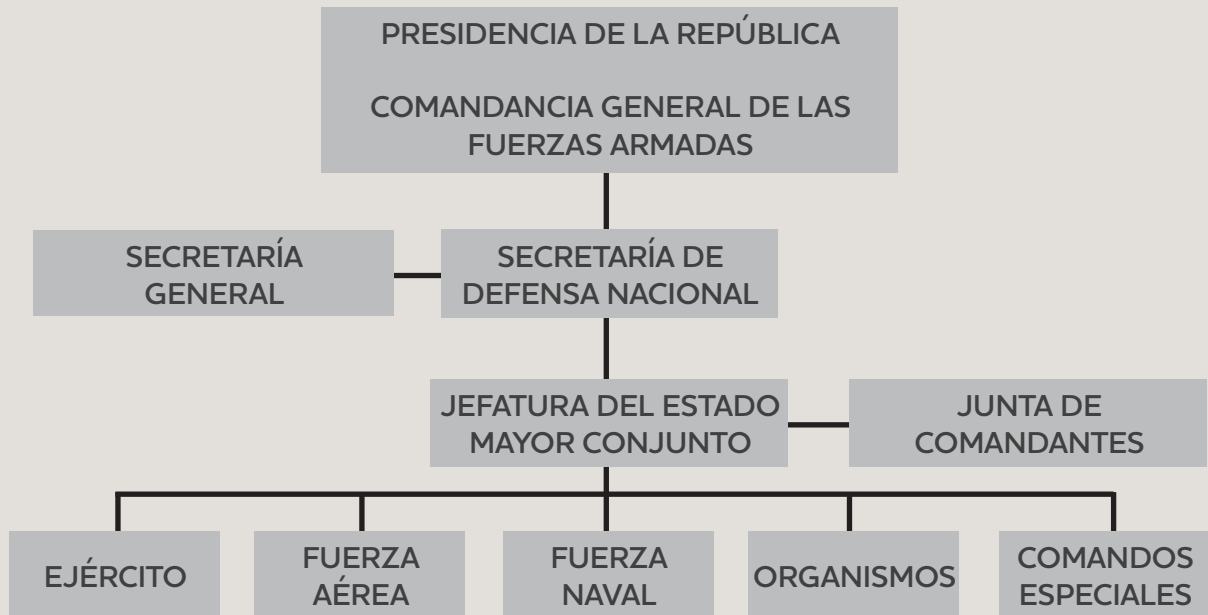 PRESIDENCIA DE LA REPÚBLICA
COMANDANCIA GENERAL DE LAS
FUERZAS ARMADAS
SECRETARÍA
GENERAL
SECRETARÍA DE
DEFENSA NACIONAL
JEFATURA DEL ESTADO
MAYOR CONJUNTO
JUNTA DE
COMANDANTES
EJÉRCITO
FUERZA
AÉREA
FUERZA
NAVAL
ORGANISMOS
COMANDOS
ESPECIALES